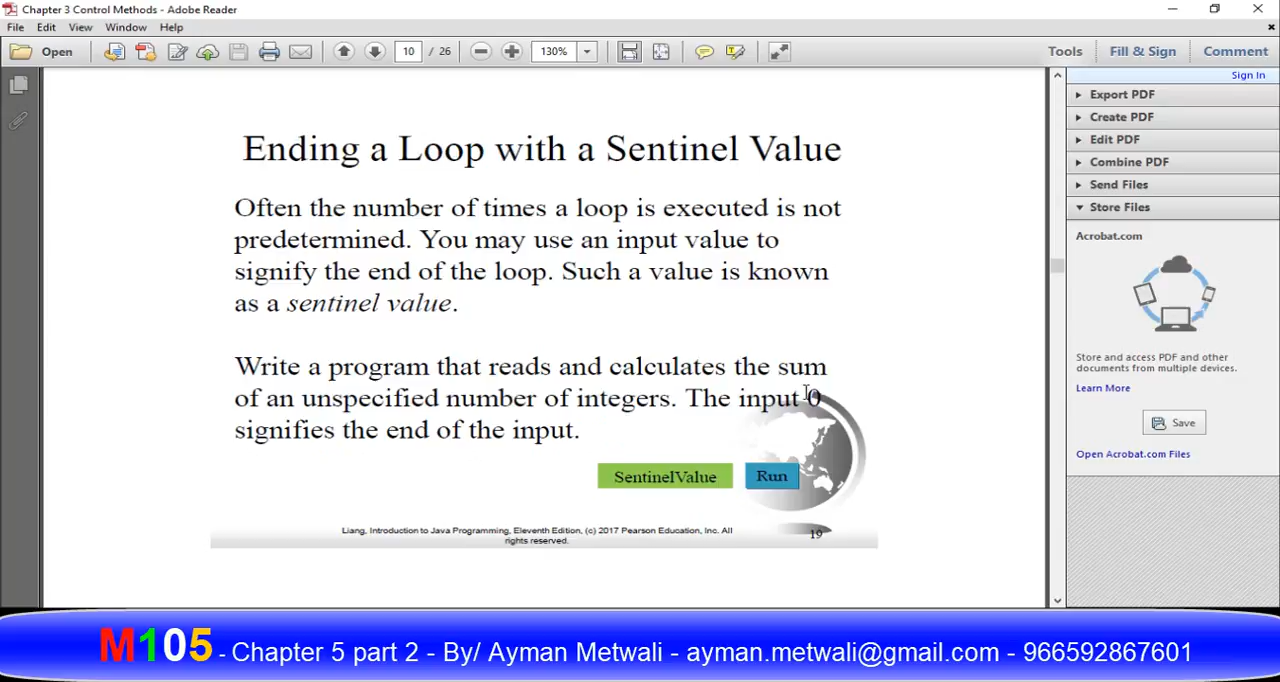 Chapter 3 Control Methods - Adobe Reader
File Edit View Window Help
Open 10 / 26 130% Tools Fill & Sign Comment
Sign In
Export PDF
Create PDF
Edit PDF
Combine PDF
Send Files
Store Files
Acrobat.com
Store and access PDF and other
documents from multiple devices.
Learn More
Save
Open Acrobat.com Files
Ending a Loop with a Sentinel Value
Often the number of times a loop is executed is not
predetermined. You may use an input value to
signify the end of the loop. Such a value is known
as a sentinel value.
Write a program that reads and calculates the sum
of an unspecified number of integers. The input 0
signifies the end of the input.
SentinelValue Run
Liang, Introduction to Java Programming, Eleventh Edition, (c) 2017 Pearson Education, Inc. All
rights reserved.
19
M105 - Chapter 5 part 2 - By/ Ayman Metwali - ayman.metwali@gmail.com - 966592867601